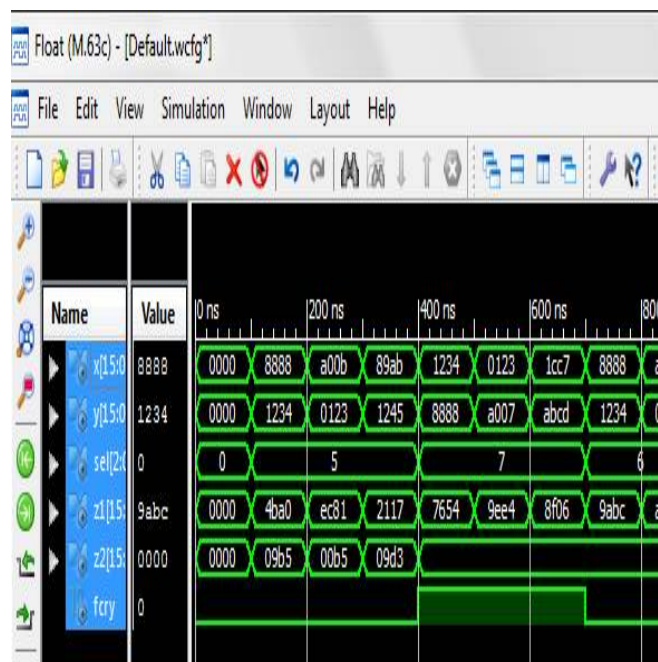 Float (M.63c) - [Default.wcfg*]
File Edit View Simulation Window Layout Help
Name Value 0 ns 200 ns 400 ns 600 ns 800
x[15:0 8888 0000 8888 a00b 89ab 1234 0123 1cc7 8888 a
y[15:0 1234 0000 1234 0123 1245 8888 a007 abcd 1234 0
sel[2:0 0 0 5 7 6
z1[15: 9abc 0000 4ba0 ec81 2117 7654 9ee4 8f06 9abc a
z2[15: 0000 0000 09b5 00b5 09d3
fcry 0